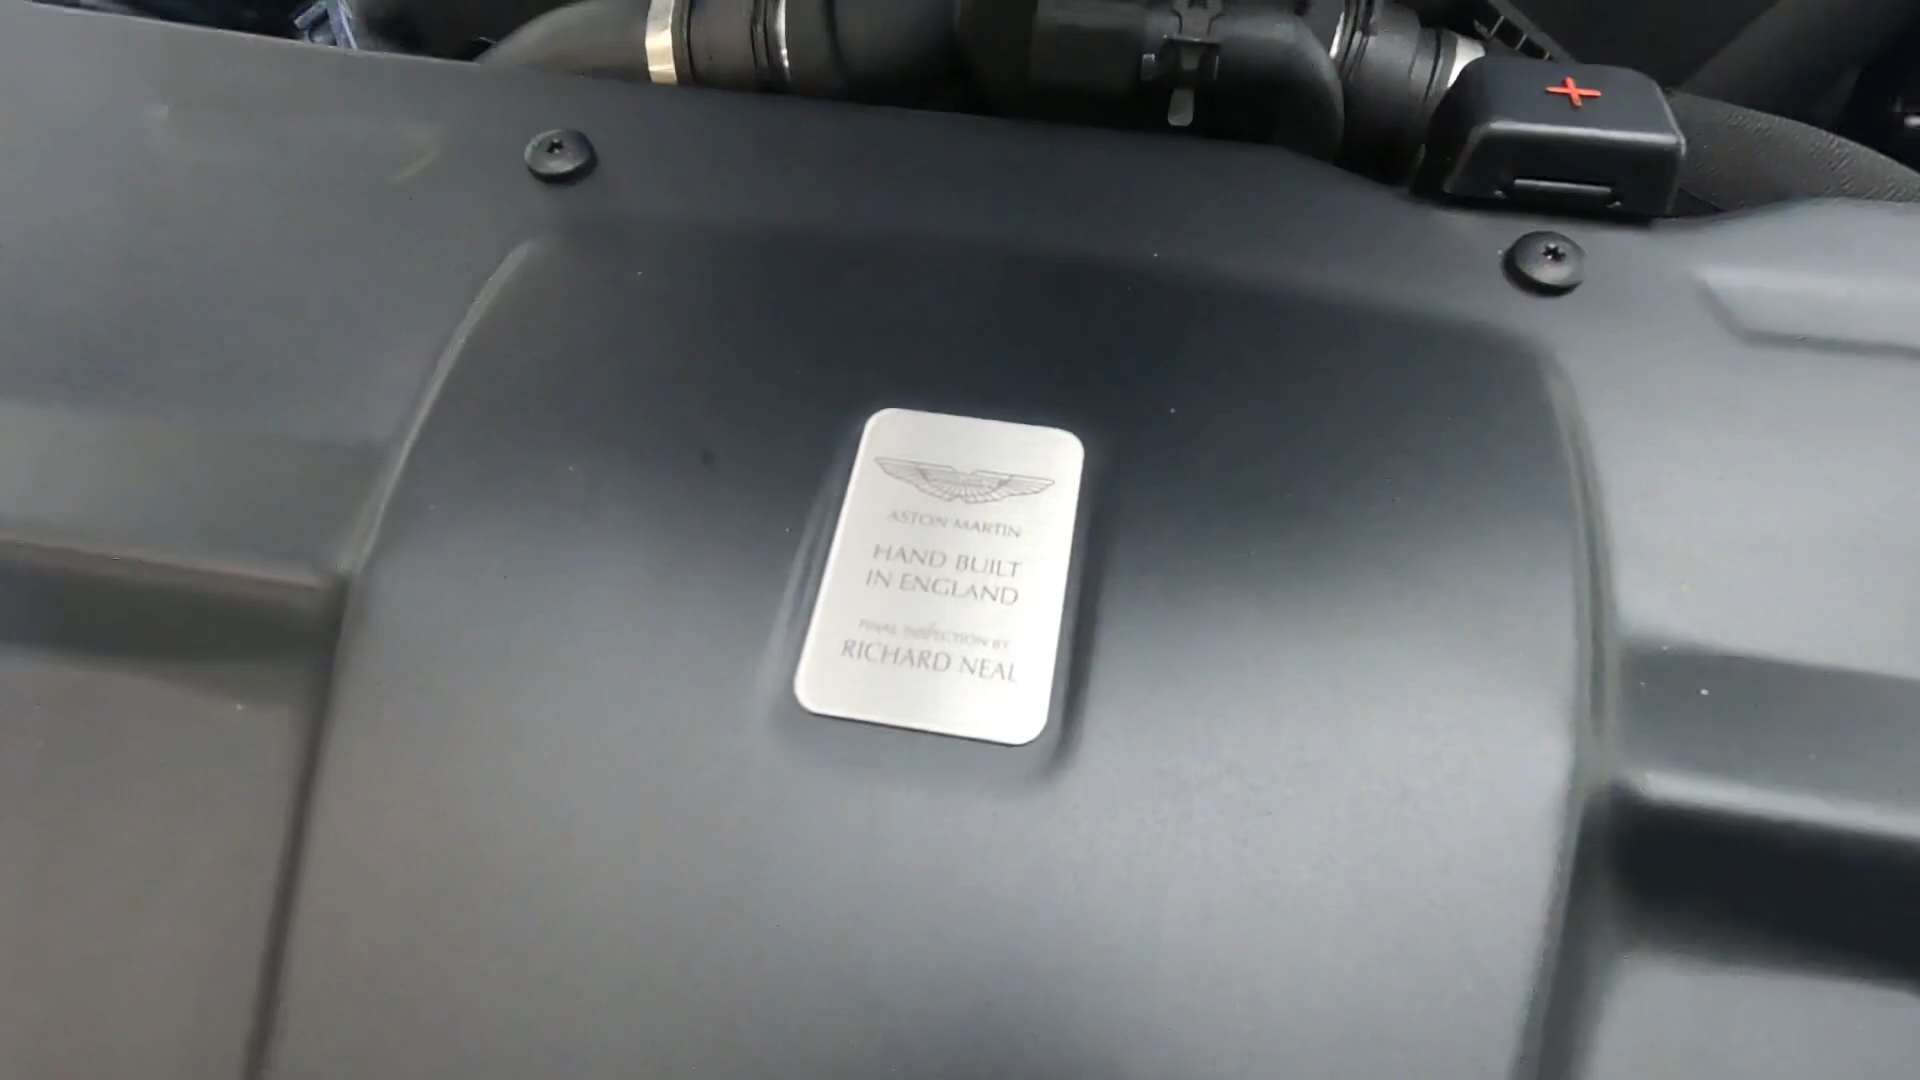 ASTON MARTIN
HAND BUILT
IN ENGLAND
FINAL INSPECTION BY
RICHARD NEAL